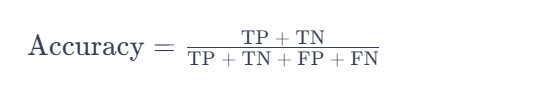 Accuracy = TP + TN / TP + TN + FP + FN